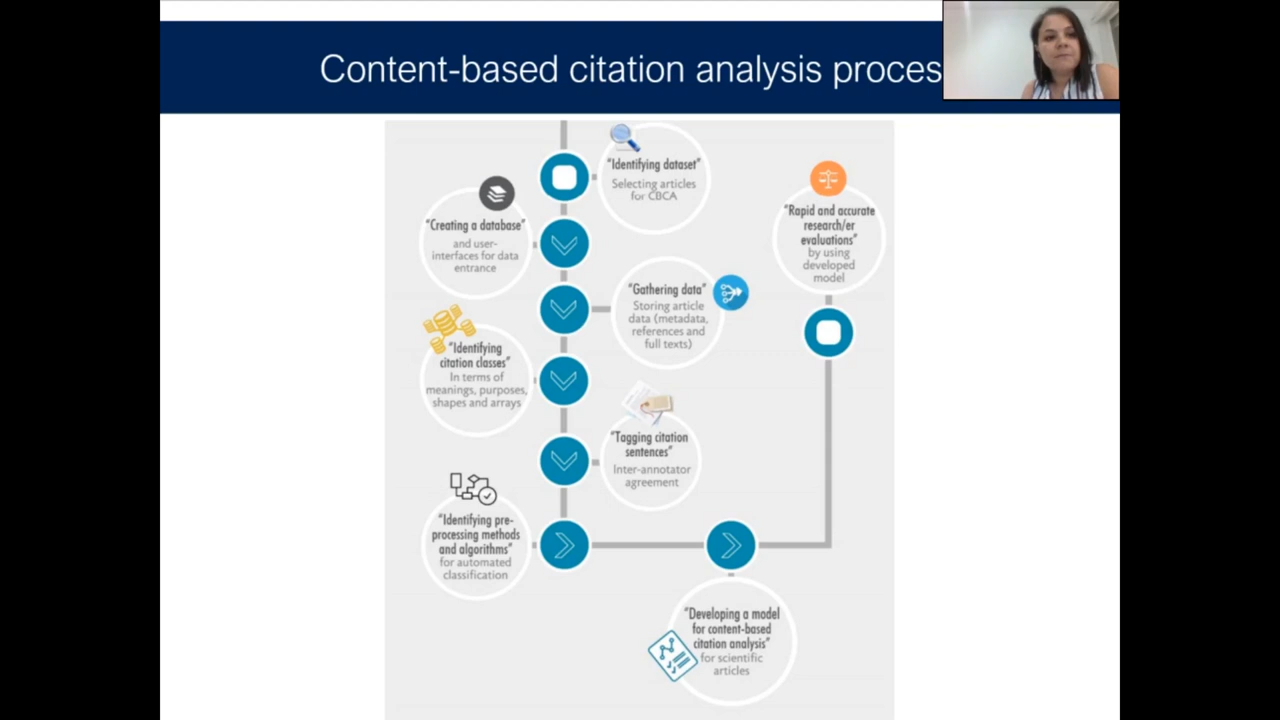 Content-based citation analysis proces
"Identifying dataset"
Selecting articles
for CBCA
"Creating a database"
and user-
interfaces for data
entrance
"Gathering data"
Storing article
data (metadata,
references and
full texts)
"Identifying
citation classes"
In terms of
meanings, purposes,
shapes and arrays
"Tagging citation
sentences"
Inter-annotator
agreement
"Identifying pre-
processing methods
and algorithms"
for automated
classification
"Developing a model
for content-based
citation analysis"
for scientific
articles
"Rapid and accurate
research/er
evaluations"
by using
developed
model